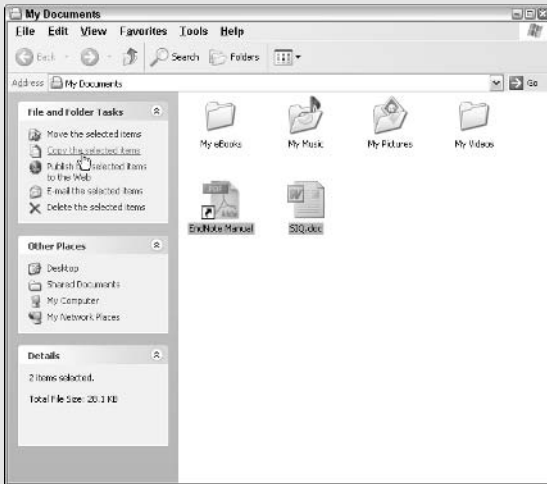 My Documents
File Edit View Favorites Tools Help
Back Search Folders
Address My Documents Go
File and Folder Tasks
Move the selected items
Copy the selected items
Publish selected items
to the Web
E-mail the selected items
Delete the selected items
Other Places
Desktop
Shared Documents
My Computer
My Network Places
Details
2 items selected.
Total File Size: 20.1 KB
My eBooks My Music My Pictures My Videos
PDF
Adobe
W
EndNote Manual SIQ.doc